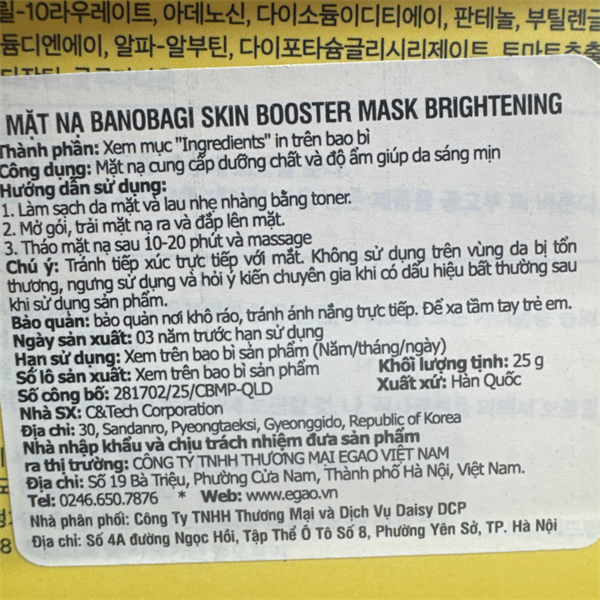 릴-10라우레이트, 아데노신, 다이소듐이디티에이, 판테놀, 부틸렌글
듐디엔에이, 알파-알부틴, 다이포타슘글리시리제이트, 토마토추출
MẶT NẠ BANOBAGI SKIN BOOSTER MASK BRIGHTENING
Thành phần: Xem mục "Ingredients" in trên bao bì
Công dụng: Mặt nạ cung cấp dưỡng chất và độ ẩm giúp da sáng mịn
Hướng dẫn sử dụng:
1. Làm sạch da mặt và lau nhẹ nhàng bằng toner.
2. Mở gói, trải mặt nạ ra và đắp lên mặt.
3. Tháo mặt nạ sau 10-20 phút và massage
Chú ý: Tránh tiếp xúc trực tiếp với mắt. Không sử dụng trên vùng da bị tổn
thương, ngưng sử dụng và hỏi ý kiến chuyên gia khi có dấu hiệu bất thường sau
khi sử dụng sản phẩm.
Bảo quản: bảo quản nơi khô ráo, tránh ánh nắng trực tiếp. Để xa tầm tay trẻ em.
Ngày sản xuất: 03 năm trước hạn sử dụng
Hạn sử dụng: Xem trên bao bì sản phẩm (Năm/tháng/ngày)
Số lô sản xuất: Xem trên bao bì sản phẩm Khối lượng tịnh: 25 g
Số công bố: 281702/25/CBMP-QLD Xuất xứ: Hàn Quốc
Nhà SX: C&Tech Corporation
Địa chỉ: 30, Sandanro, Pyeongtaeksi, Gyeonggido, Republic of Korea
Nhà nhập khẩu và chịu trách nhiệm đưa sản phẩm
ra thị trường: CÔNG TY TNHH THƯƠNG MẠI EGAO VIỆT NAM
Địa chỉ: Số 19 Bà Triệu, Phường Cửa Nam, Thành phố Hà Nội, Việt Nam.
Tel: 0246.650.7876 * Web: www.egao.vn
Nhà phân phối: Công Ty TNHH Thương Mại và Dịch Vụ Daisy DCP
Địa chỉ: Số 4A đường Ngọc Hồi, Tập Thể Ô Tô Số 8, Phường Yên Sở, TP. Hà Nội